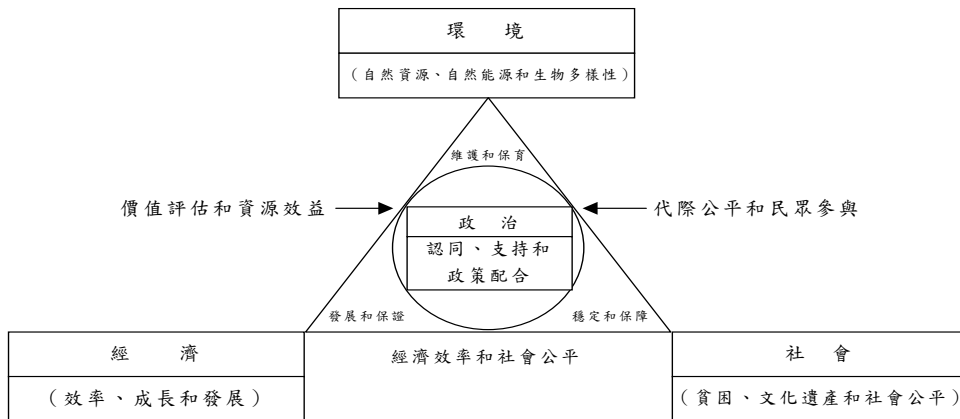 環 境
（自然資源、自然能源和生物多樣性）
維護和保育
價值評估和資源效益
代際公平和民眾參與
政 治
認同、支持和
政策配合
發展和保證
穩定和保障
經 濟
（效率、成長和發展）
經濟效率和社會公平
社 會
（貧困、文化遺產和社會公平）